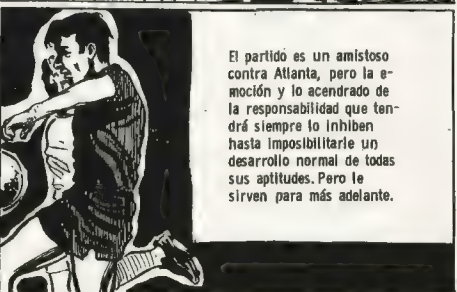 El partido es un amistoso
contra Atlanta, pero la e-
moción y lo acendrado de
la responsabilidad que ten-
drá siempre lo inhiben
hasta imposibilitarle un
desarrollo normal de todas
sus aptitudes. Pero le
sirven para más adelante.